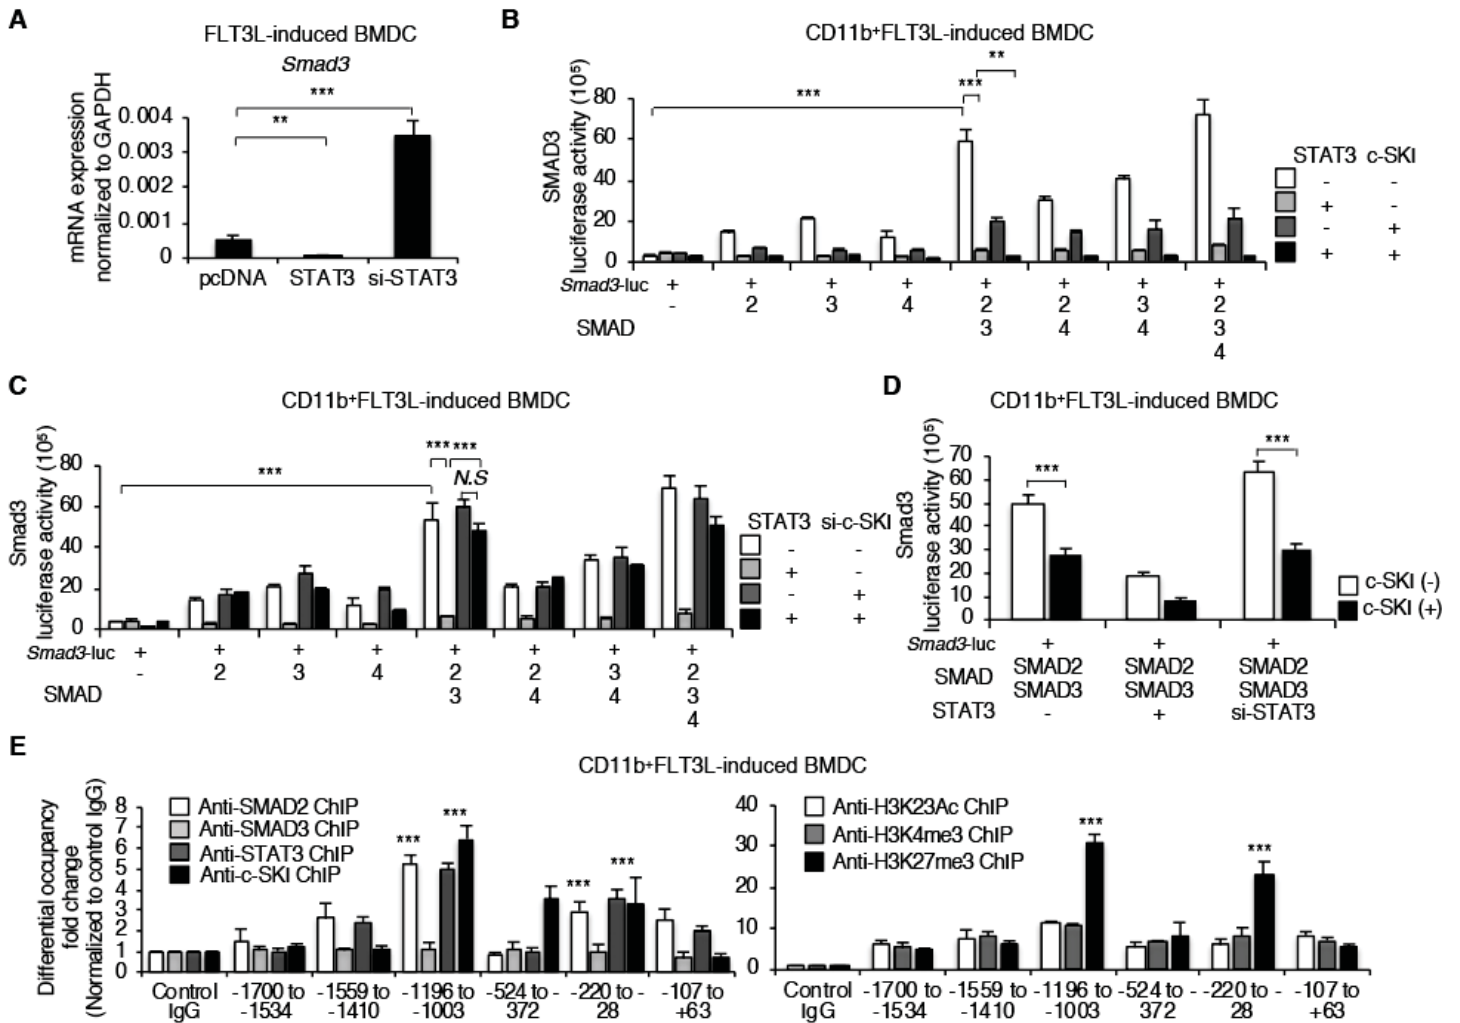 A
FLT3L-induced BMDC
Smad3
mRNA expression
normalized to GAPDH
0.004
0.003
0.002
0.001
0
***
**
pcDNA STAT3 si-STAT3
B
CD11b+FLT3L-induced BMDC
SMAD3
luciferase activity (10⁵)
80
60
40
20
0
***
***
**
STAT3 c-SKI
- -
+ -
- +
+ +
Smad3-luc + + + + + + + +
SMAD
- 2 3 4 2 2 3 2
3 4 4 3
4
C
CD11b+FLT3L-induced BMDC
Smad3
luciferase activity (10⁵)
80
60
40
20
0
***
*** ***
N.S
STAT3 si-c-SKI
- -
+ -
- +
+ +
Smad3-luc + + + + + + + +
- 2 3 4 2 2 3 2
SMAD 3 4 4 3
4
D
CD11b+FLT3L-induced BMDC
Smad3
luciferase activity (10⁵)
70
60
50
40
30
20
10
0
***
***
c-SKI (-)
c-SKI (+)
Smad3-luc + + +
SMAD
SMAD2 SMAD2 SMAD2
SMAD3 SMAD3 SMAD3
STAT3 - + si-STAT3
E
CD11b+FLT3L-induced BMDC
Differential occupancy
fold change
(Normalized to control IgG)
8
7
6
5
4
3
2
1
0
Anti-SMAD2 ChIP
Anti-SMAD3 ChIP
Anti-STAT3 ChIP
Anti-c-SKI ChIP
*** *** *** ***
Control -1700 to -1559 to -1196 to -524 to - -220 to - -107 to
IgG -1534 -1410 -1003 372 28 +63
40
30
20
10
0
Anti-H3K23Ac ChIP
Anti-H3K4me3 ChIP
Anti-H3K27me3 ChIP
*** ***
Control -1700 to -1559 to -1196 to -524 to - -220 to - -107 to
IgG -1534 -1410 -1003 372 28 +63